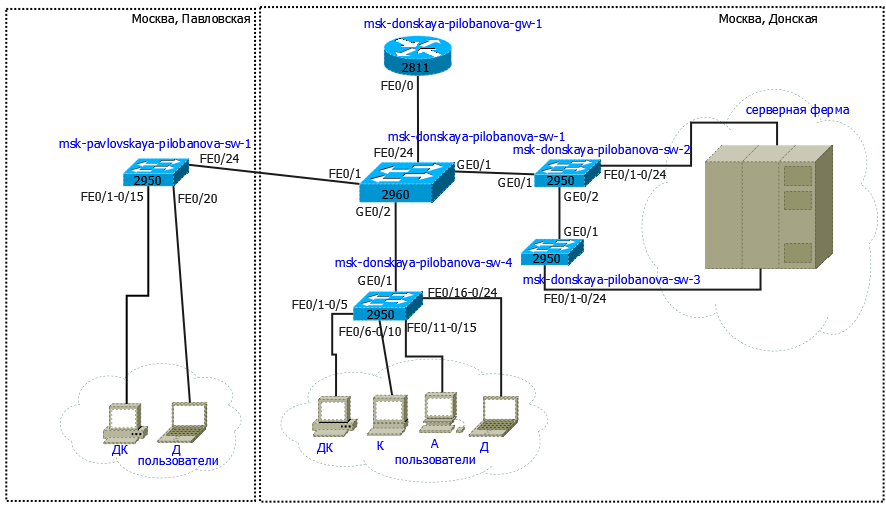 Москва, Павловская
msk-pavlovskaya-pilobanova-sw-1
FE0/24
2950
FE0/1-0/15
FE0/20
ДК
Д
пользователи
Москва, Донская
msk-donskaya-pilobanova-gw-1
2811
FE0/0
msk-donskaya-pilobanova-sw-1
FE0/24
GE0/1
FE0/1
2960
GE0/2
msk-donskaya-pilobanova-sw-2
GE0/1
2950
FE0/1-0/24
GE0/2
серверная ферма
GE0/1
2950
msk-donskaya-pilobanova-sw-3
FE0/1-0/24
msk-donskaya-pilobanova-sw-4
GE0/1
FE0/16-0/24
FE0/1-0/5
2950
FE0/6-0/10
FE0/11-0/15
ДК
К
А
Д
пользователи